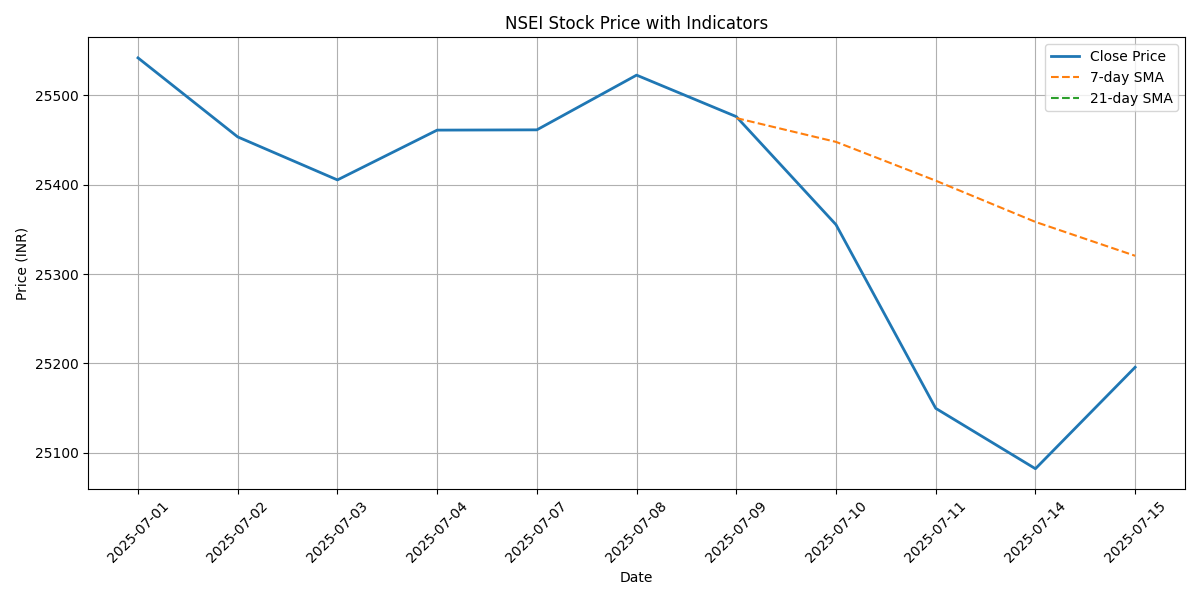 NSEI Stock Price with Indicators
Close Price
7-day SMA
21-day SMA
Price (INR)
25500
25400
25300
25200
25100
2025-07-01
2025-07-02
2025-07-03
2025-07-04
2025-07-07
2025-07-08
2025-07-09
2025-07-10
2025-07-11
2025-07-14
2025-07-15
Date